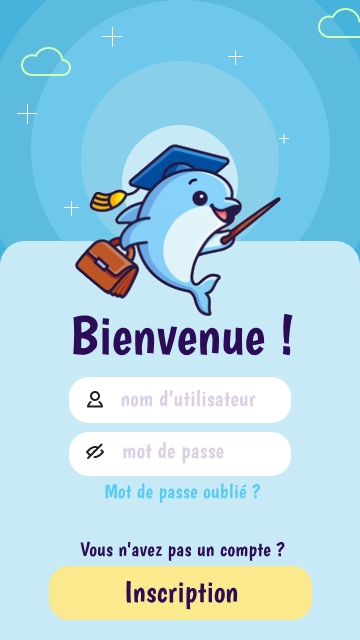 Bienvenue !
nom d'utilisateur
mot de passe
Mot de passe oublié ?
Vous n'avez pas un compte ?
Inscription